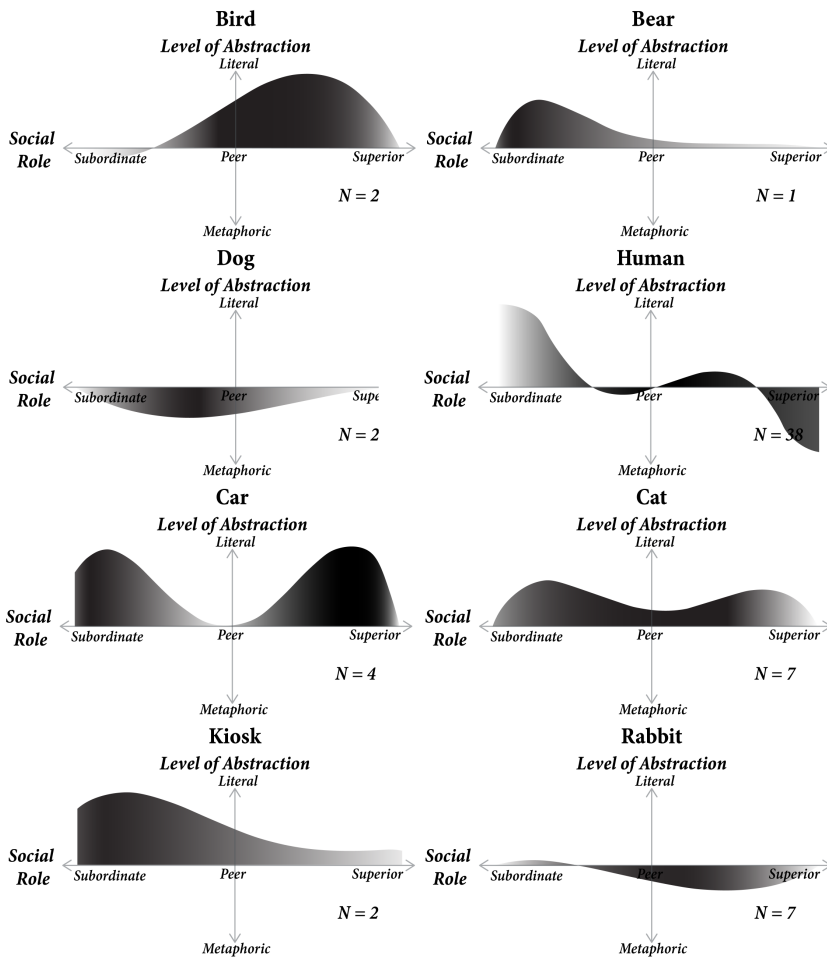 Bird
Level of Abstraction
Literal
Social
Role
Subordinate
Peer
Superior
N = 2
Metaphoric
Bear
Level of Abstraction
Literal
Social
Role
Subordinate
Peer
Superior
N = 1
Dog
Level of Abstraction
Literal
Social
Role
Subordinate
Peer
Supe
N = 2
Metaphoric
Human
Level of Abstraction
Literal
Social
Role
Subordinate
Peer
Superior
N = 38
Metaphoric
Car
Level of Abstraction
Literal
Social
Role
Subordinate
Peer
Superior
N = 4
Metaphoric
Cat
Level of Abstraction
Literal
Social
Role
Subordinate
Peer
Superior
N = 7
Metaphoric
Kiosk
Level of Abstraction
Literal
Social
Role
Subordinate
Peer
Superior
N = 2
Metaphoric
Rabbit
Level of Abstraction
Literal
Social
Role
Subordinate
Peer
Superior
N = 7
Metaphoric